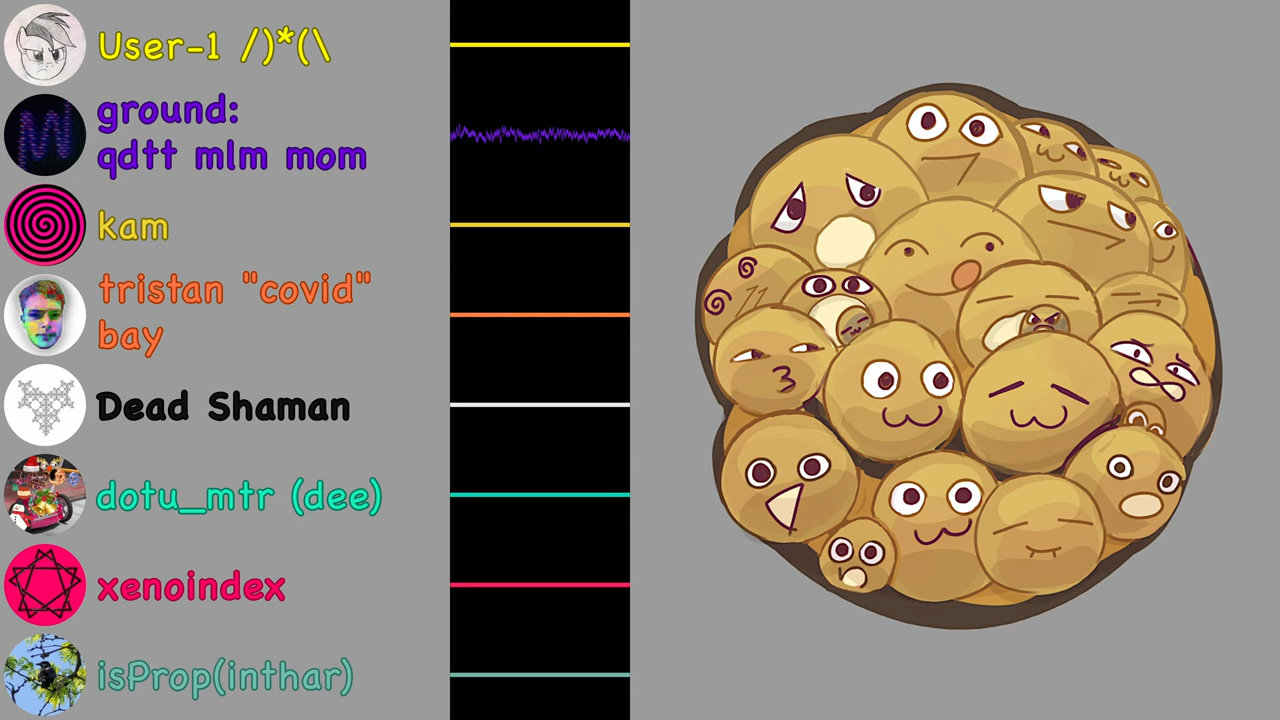 User-1 /)*(\
ground:
qdtt mlm mom
kam
tristan "covid"
bay
Dead Shaman
dotu_mtr (dee)
xenoindex
isProp(inthar)